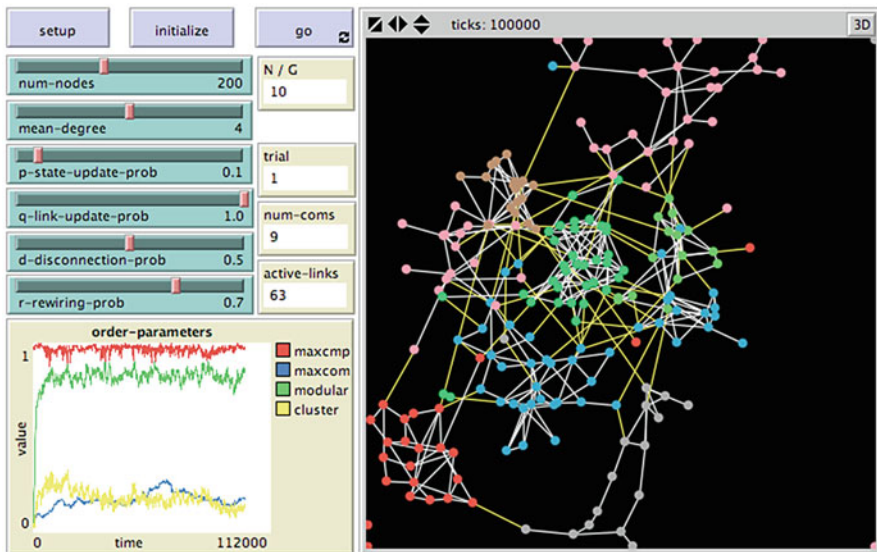 setup
initialize
go
num-nodes 200
mean-degree 4
p-state-update-prob 0.1
q-link-update-prob 1.0
d-disconnection-prob 0.5
r-rewiring-prob 0.7
N / G
10
trial
1
num-coms
9
active-links
63
order-parameters
1
value
0
0 time 112000
maxcmp
maxcom
modular
cluster
ticks: 100000
3D